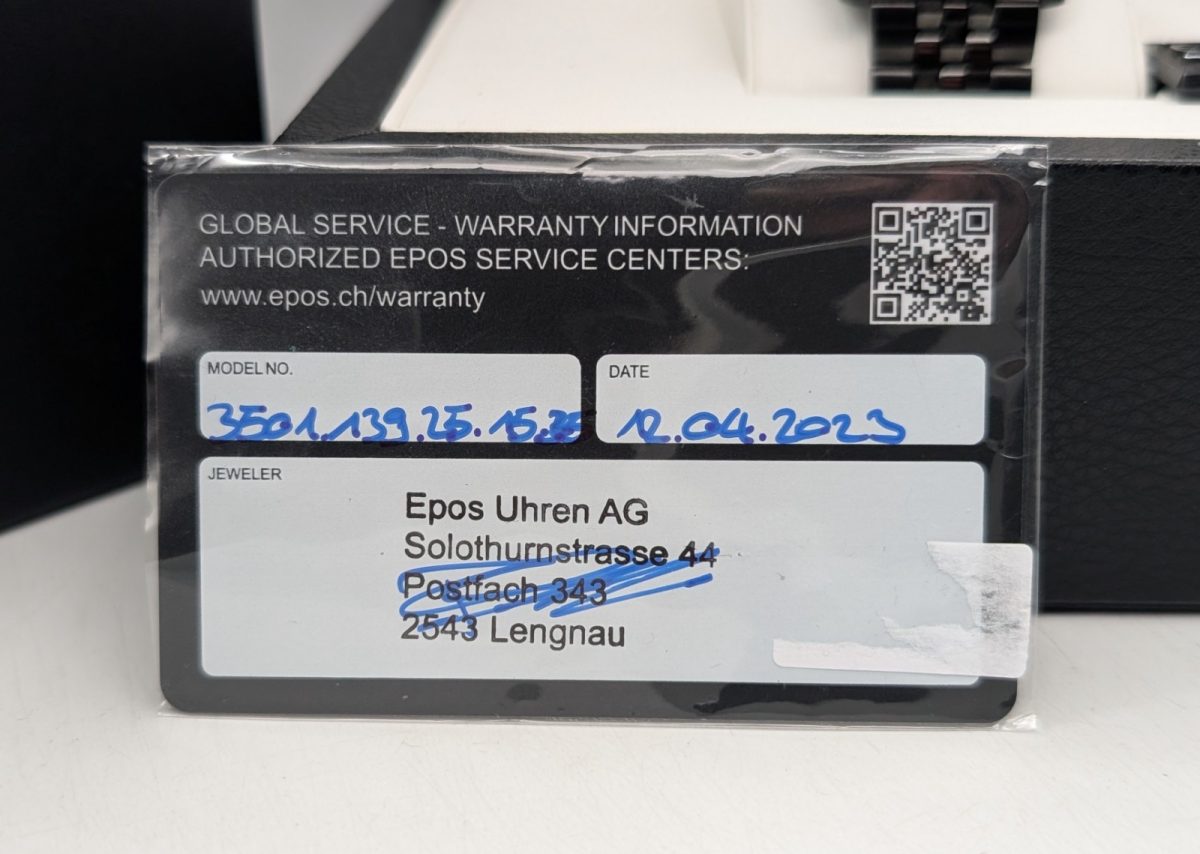 GLOBAL SERVICE - WARRANTY INFORMATION
AUTHORIZED EPOS SERVICE CENTERS:
www.epos.ch/warranty
MODEL NO.
3501.139.25.15.25
DATE
12.04.2023
JEWELER
Epos Uhren AG
Solothurnstrasse 44
Postfach 343
2543 Lengnau